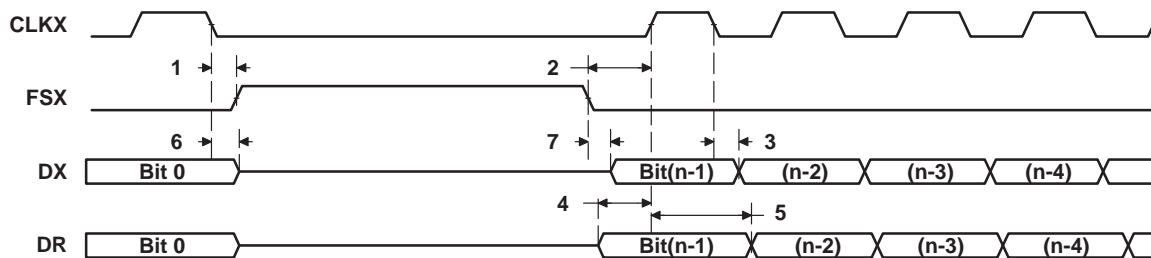 CLKX
1 2
FSX
6 7 3
DX Bit 0 Bit(n-1) (n-2) (n-3) (n-4)
4 5
DR Bit 0 Bit(n-1) (n-2) (n-3) (n-4)